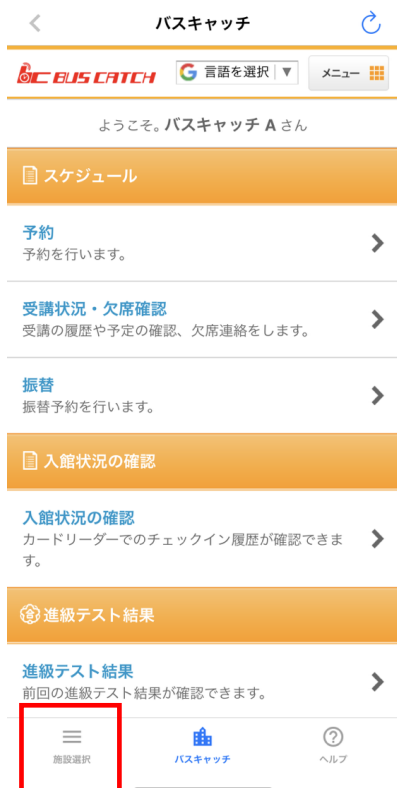 バスキャッチ
BUS CATCH
G 言語を選択 ▼
メニュー
ようこそ。バスキャッチ A さん
スケジュール
予約
予約を行います。
受講状況・欠席確認
受講の履歴や予定の確認、欠席連絡をします。
振替
振替予約を行います。
入館状況の確認
入館状況の確認
カードリーダーでのチェックイン履歴が確認できま
す。
進級テスト結果
進級テスト結果
前回の進級テスト結果が確認できます。
施設選択
バスキャッチ
ヘルプ